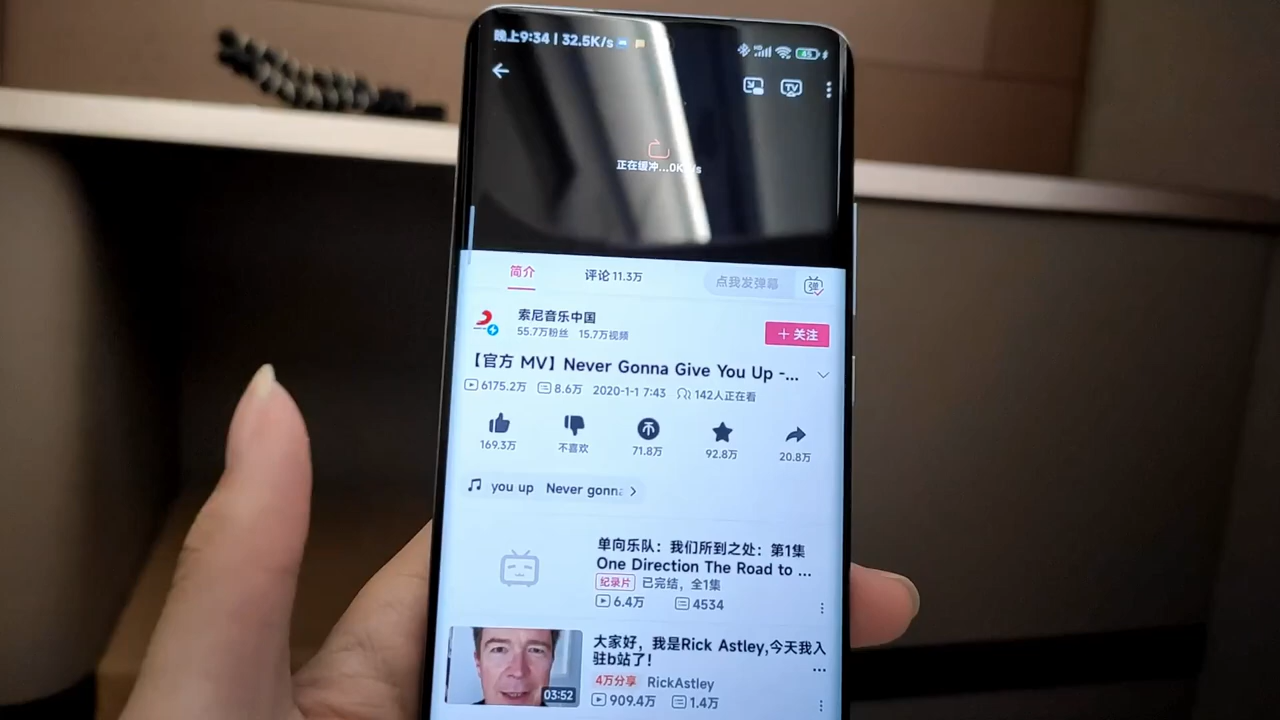 晚上9:34 | 32.5K/s
45
TV
正在缓冲...0K
简介
评论 11.3万
点我发弹幕
弹
索尼音乐中国
55.7万粉丝 15.7万视频
+ 关注
【官方 MV】Never Gonna Give You Up -...
6175.2万 8.6万 2020-1-1 7:43 142人正在看
169.3万 不喜欢 71.8万 92.8万 20.8万
you up Never gonna
单向乐队：我们所到之处：第1集
One Direction The Road to ...
纪录片 已完结，全1集
6.4万 4534
大家好，我是Rick Astley,今天我入
驻b站了！
4万分享 RickAstley
03:52
909.4万 1.4万